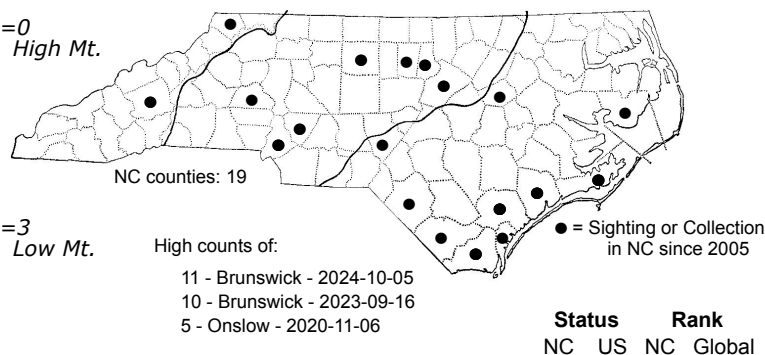 =0
High Mt.
NC counties: 19
=3
Low Mt.
● = Sighting or Collection
in NC since 2005
High counts of:
11 - Brunswick - 2024-10-05
10 - Brunswick - 2023-09-16
5 - Onslow - 2020-11-06
Status Rank
NC US NC Global